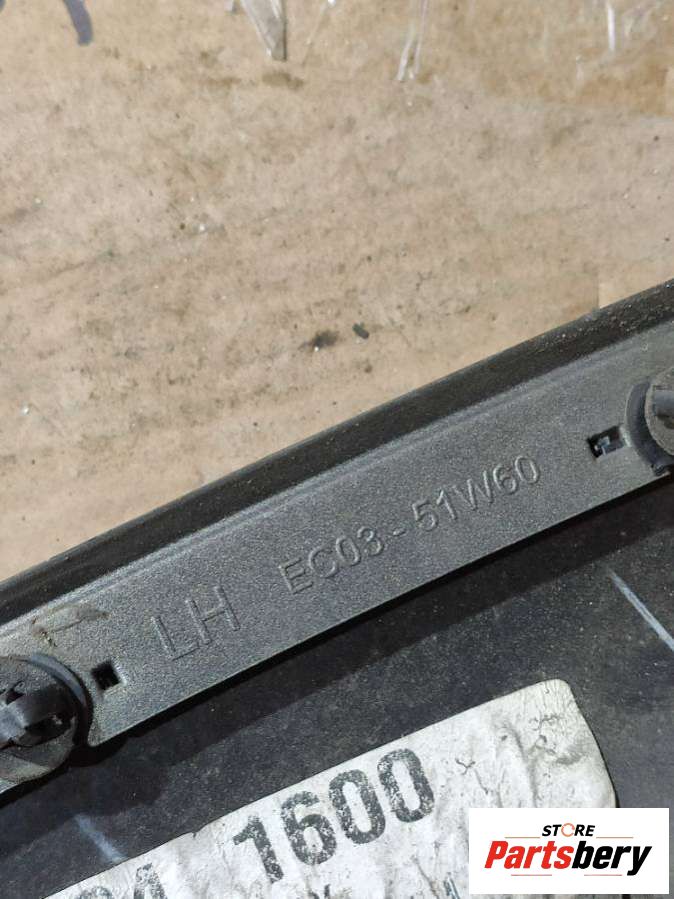 LH EC03-51W60
1600
STORE
Partsbery